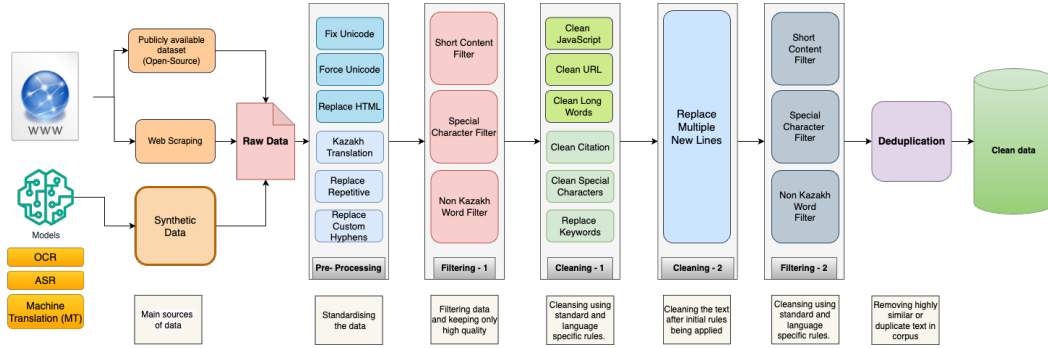 WWW
Models
OCR
ASR
Machine
Translation (MT)
Publicly available
dataset
(Open-Source)
Web Scraping
Synthetic
Data
Main sources
of data
Raw Data
Fix Unicode
Force Unicode
Replace HTML
Kazakh
Translation
Replace
Repetitive
Replace
Custom
Hyphens
Pre- Processing
Standardising
the data
Short Content
Filter
Special
Character Filter
Non Kazakh
Word Filter
Filtering - 1
Filtering data
and keeping only
high quality
Clean
JavaScript
Clean URL
Clean Long
Words
Clean Citation
Clean Special
Characters
Replace
Keywords
Cleaning - 1
Cleansing using
standard and
language
specific rules.
Replace
Multiple
New Lines
Cleaning - 2
Cleaning the text
after initial rules
being applied
Short
Content
Filter
Special
Character
Filter
Non Kazakh
Word
Filter
Filtering - 2
Cleansing using
standard and
language
specific rules.
Deduplication
Removing highly
similar or
duplicate text in
corpus
Clean data